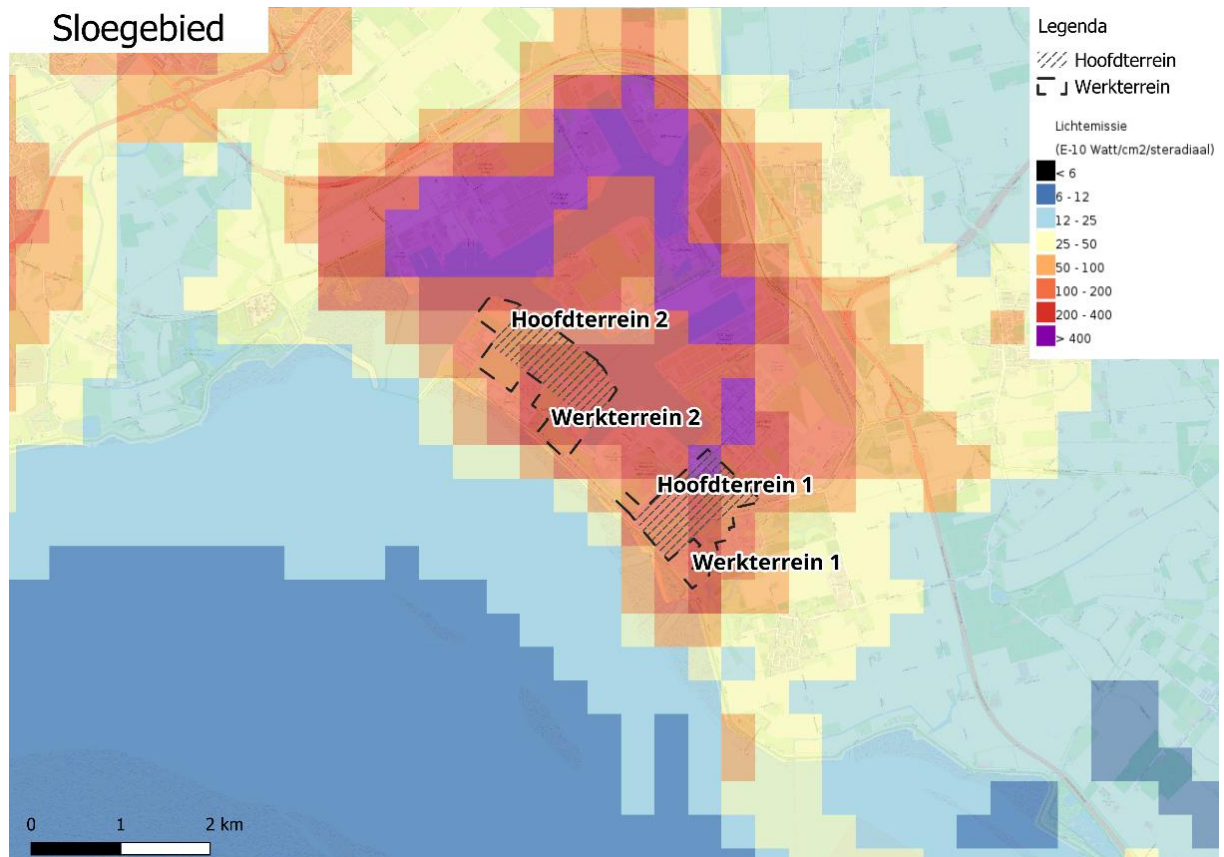 Sloegebied
Legenda
Hoofdterrein
Werkterrein
Lichtemissie
(E-10 Watt/cm2/steradiaal)
< 6
6 - 12
12 - 25
25 - 50
50 - 100
100 - 200
200 - 400
> 400
Hoofdterrein 2
Werkterrein 2
Hoofdterrein 1
Werkterrein 1
0 1 2 km